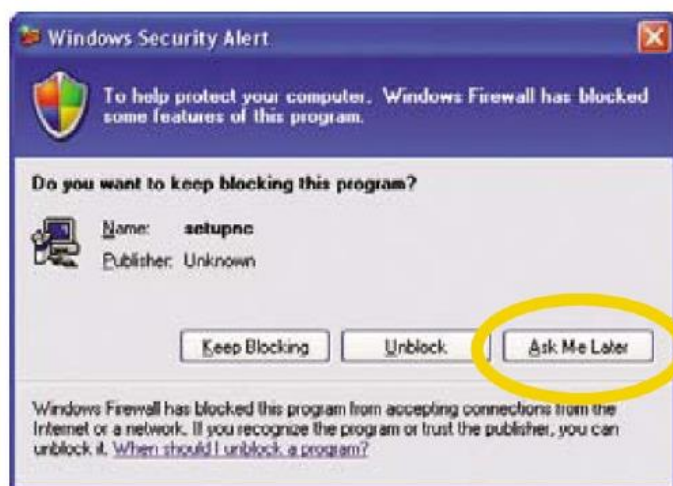 Windows Security Alert
To help protect your computer, Windows Firewall has blocked
some features of this program.
Do you want to keep blocking this program?
Name: setupnc
Publisher: Unknown
Keep Blocking Unblock Ask Me Later
Windows Firewall has blocked this program from accepting connections from the
Internet or a network. If you recognize the program or trust the publisher, you can
unblock it. When should I unblock a program?